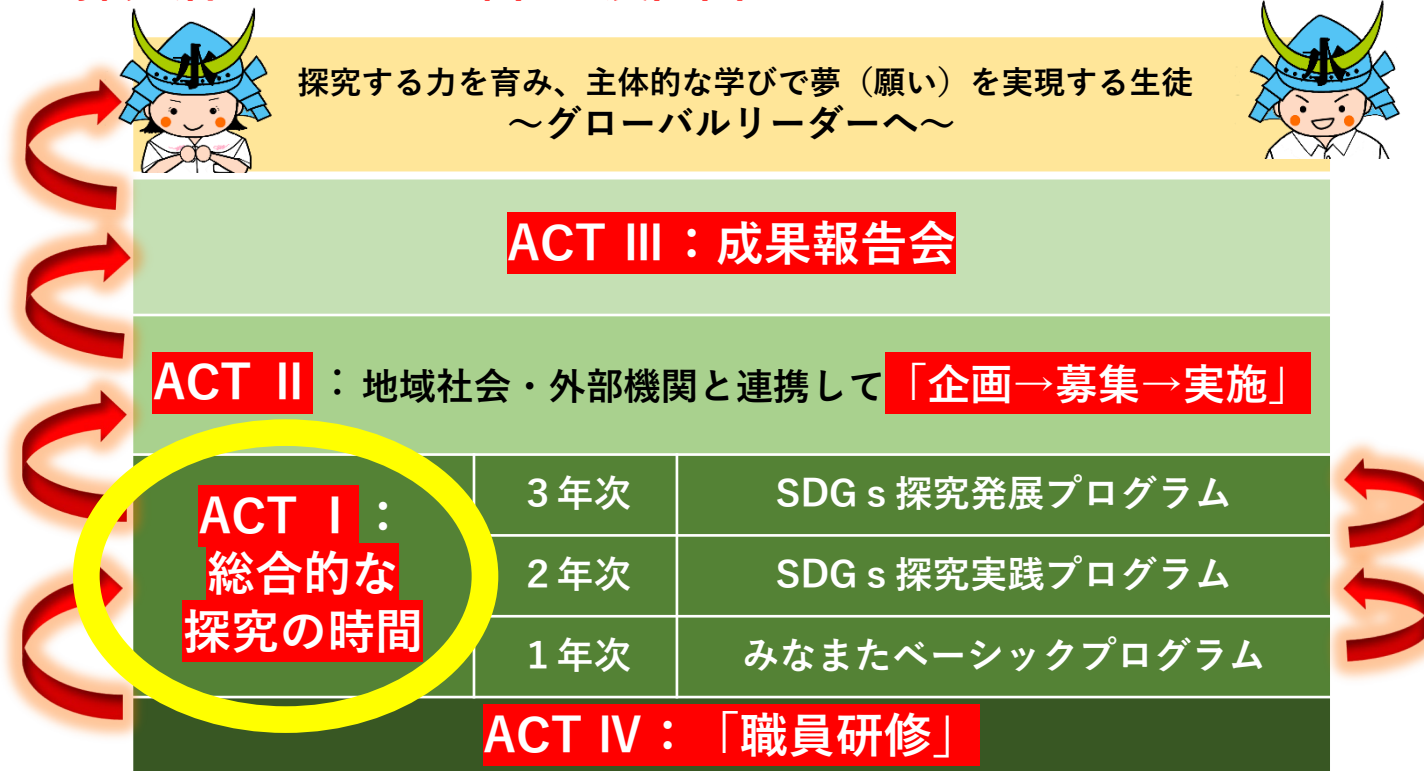 水
水
探究する力を育み、主体的な学びで夢（願い）を実現する生徒
～グローバルリーダーへ～
ACT Ⅲ：成果報告会
ACT Ⅱ：地域社会・外部機関と連携して「企画→募集→実施」
ACT Ⅰ：
総合的な
探究の時間
３年次 SDGｓ探究発展プログラム
２年次 SDGｓ探究実践プログラム
１年次 みなまたベーシックプログラム
ACT Ⅳ：「職員研修」